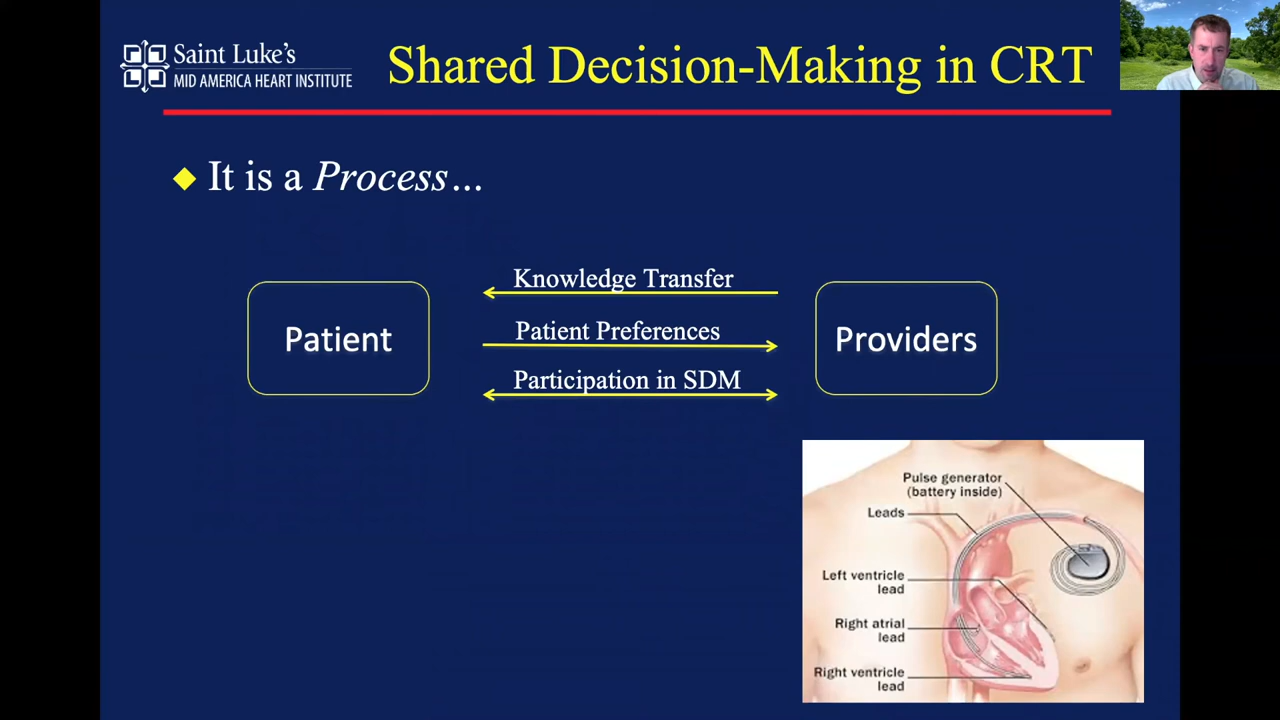 Saint Luke's
MID AMERICA HEART INSTITUTE
Shared Decision-Making in CRT
It is a Process...
Patient
Knowledge Transfer
Patient Preferences
Participation in SDM
Providers
Pulse generator
(battery inside)
Leads
Left ventricle
lead
Right atrial
lead
Right ventricle
lead